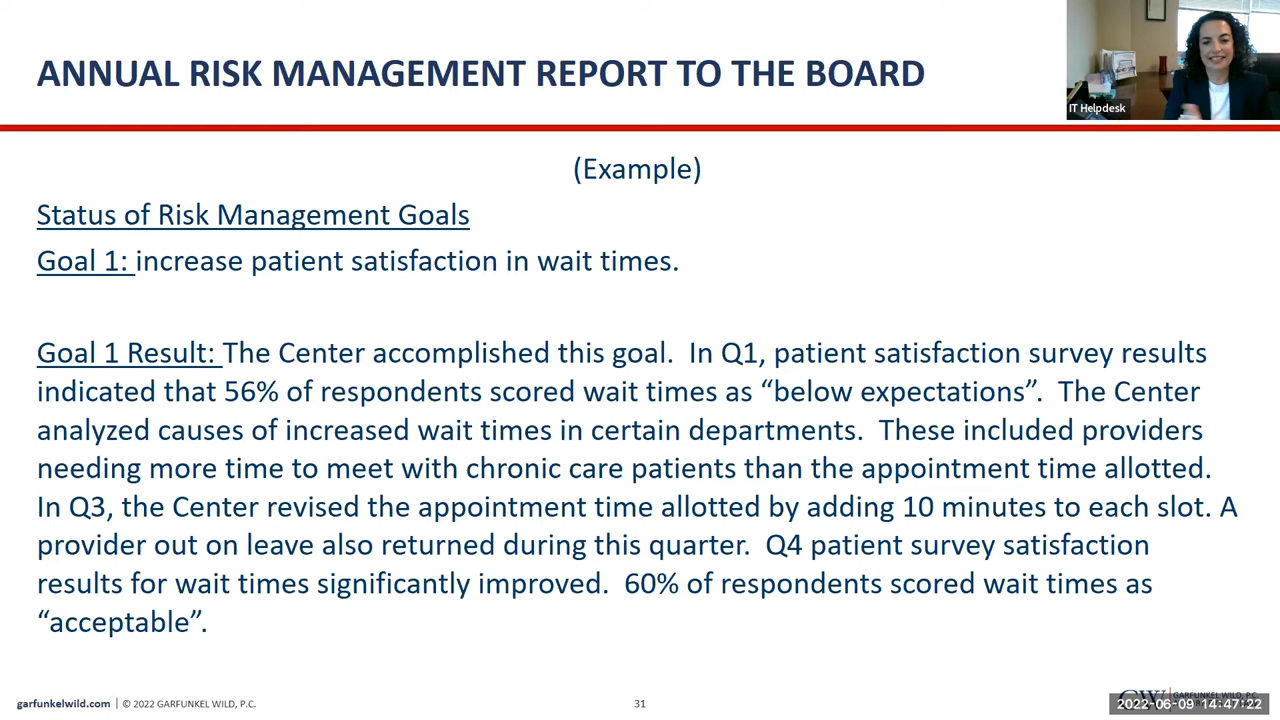 ANNUAL RISK MANAGEMENT REPORT TO THE BOARD
IT Helpdesk
(Example)
Status of Risk Management Goals
Goal 1: increase patient satisfaction in wait times.
Goal 1 Result: The Center accomplished this goal. In Q1, patient satisfaction survey results
indicated that 56% of respondents scored wait times as “below expectations”. The Center
analyzed causes of increased wait times in certain departments. These included providers
needing more time to meet with chronic care patients than the appointment time allotted.
In Q3, the Center revised the appointment time allotted by adding 10 minutes to each slot. A
provider out on leave also returned during this quarter. Q4 patient survey satisfaction
results for wait times significantly improved. 60% of respondents scored wait times as
“acceptable”.
garfunkelwild.com | © 2022 GARFUNKEL WILD, P.C.
31
GW GARFUNKEL WILD, P.C.
2022-06-09 14:47:22